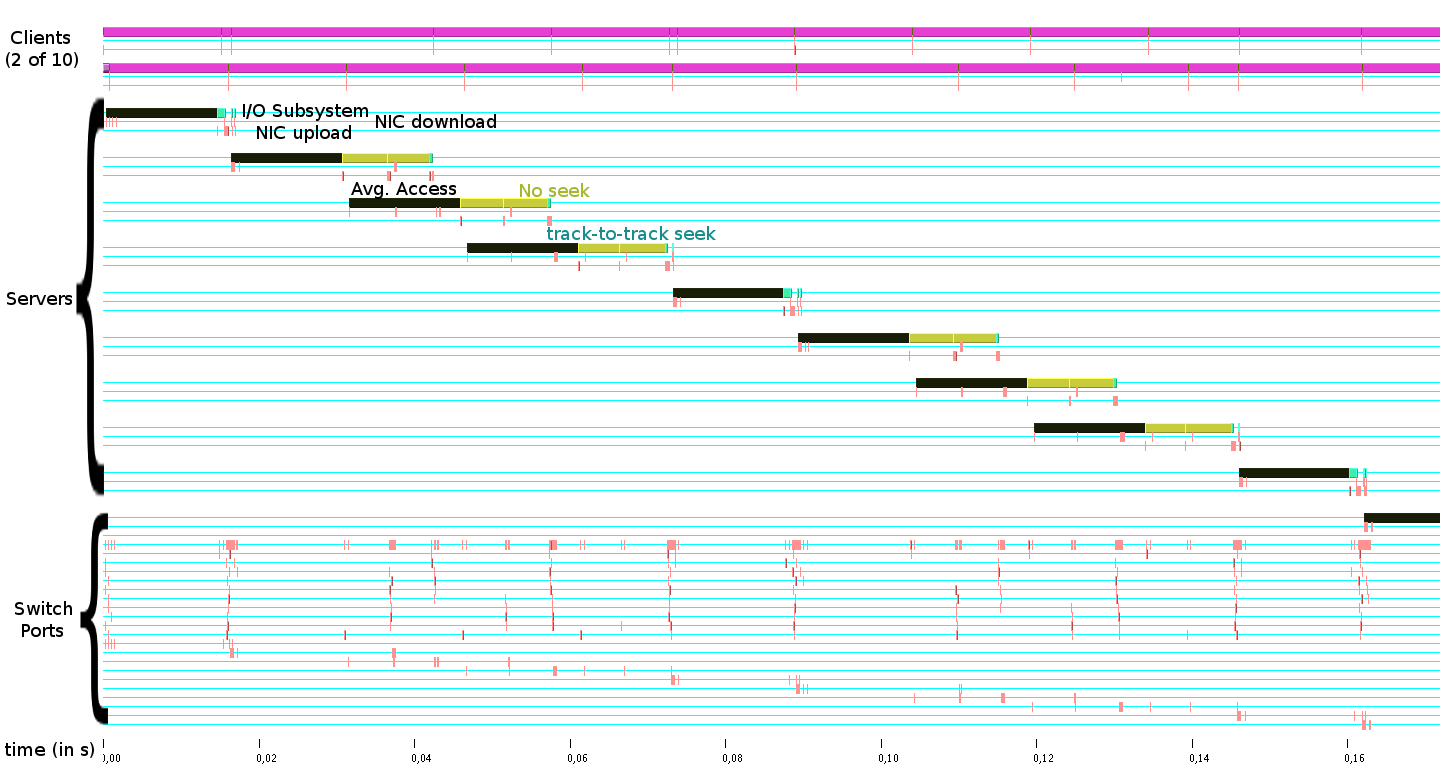 Clients
(2 of 10)
I/O Subsystem
NIC upload
NIC download
Avg. Access
No seek
track-to-track seek
Servers
Switch
Ports
time (in s)
0,00
0,02
0,04
0,06
0,08
0,10
0,12
0,14
0,16